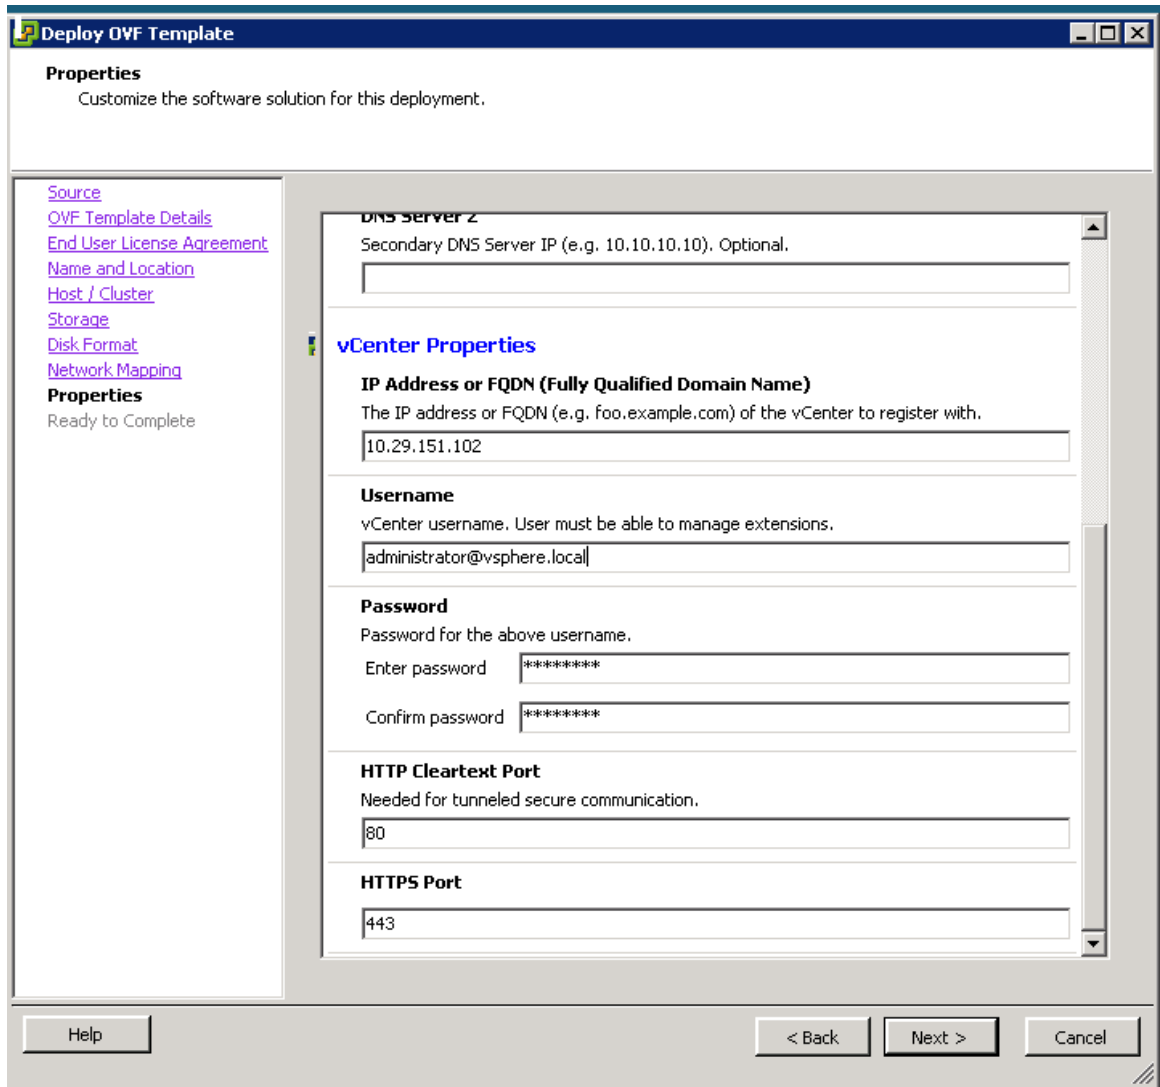 Deploy OVF Template
Properties
Customize the software solution for this deployment.
Source
OVF Template Details
End User License Agreement
Name and Location
Host / Cluster
Storage
Disk Format
Network Mapping
Properties
Ready to Complete
DNS Server 2
Secondary DNS Server IP (e.g. 10.10.10.10). Optional.
vCenter Properties
IP Address or FQDN (Fully Qualified Domain Name)
The IP address or FQDN (e.g. foo.example.com) of the vCenter to register with.
10.29.151.102
Username
vCenter username. User must be able to manage extensions.
administrator@vsphere.local
Password
Password for the above username.
Enter password ********
Confirm password ********
HTTP Cleartext Port
Needed for tunneled secure communication.
80
HTTPS Port
443
Help
< Back
Next >
Cancel